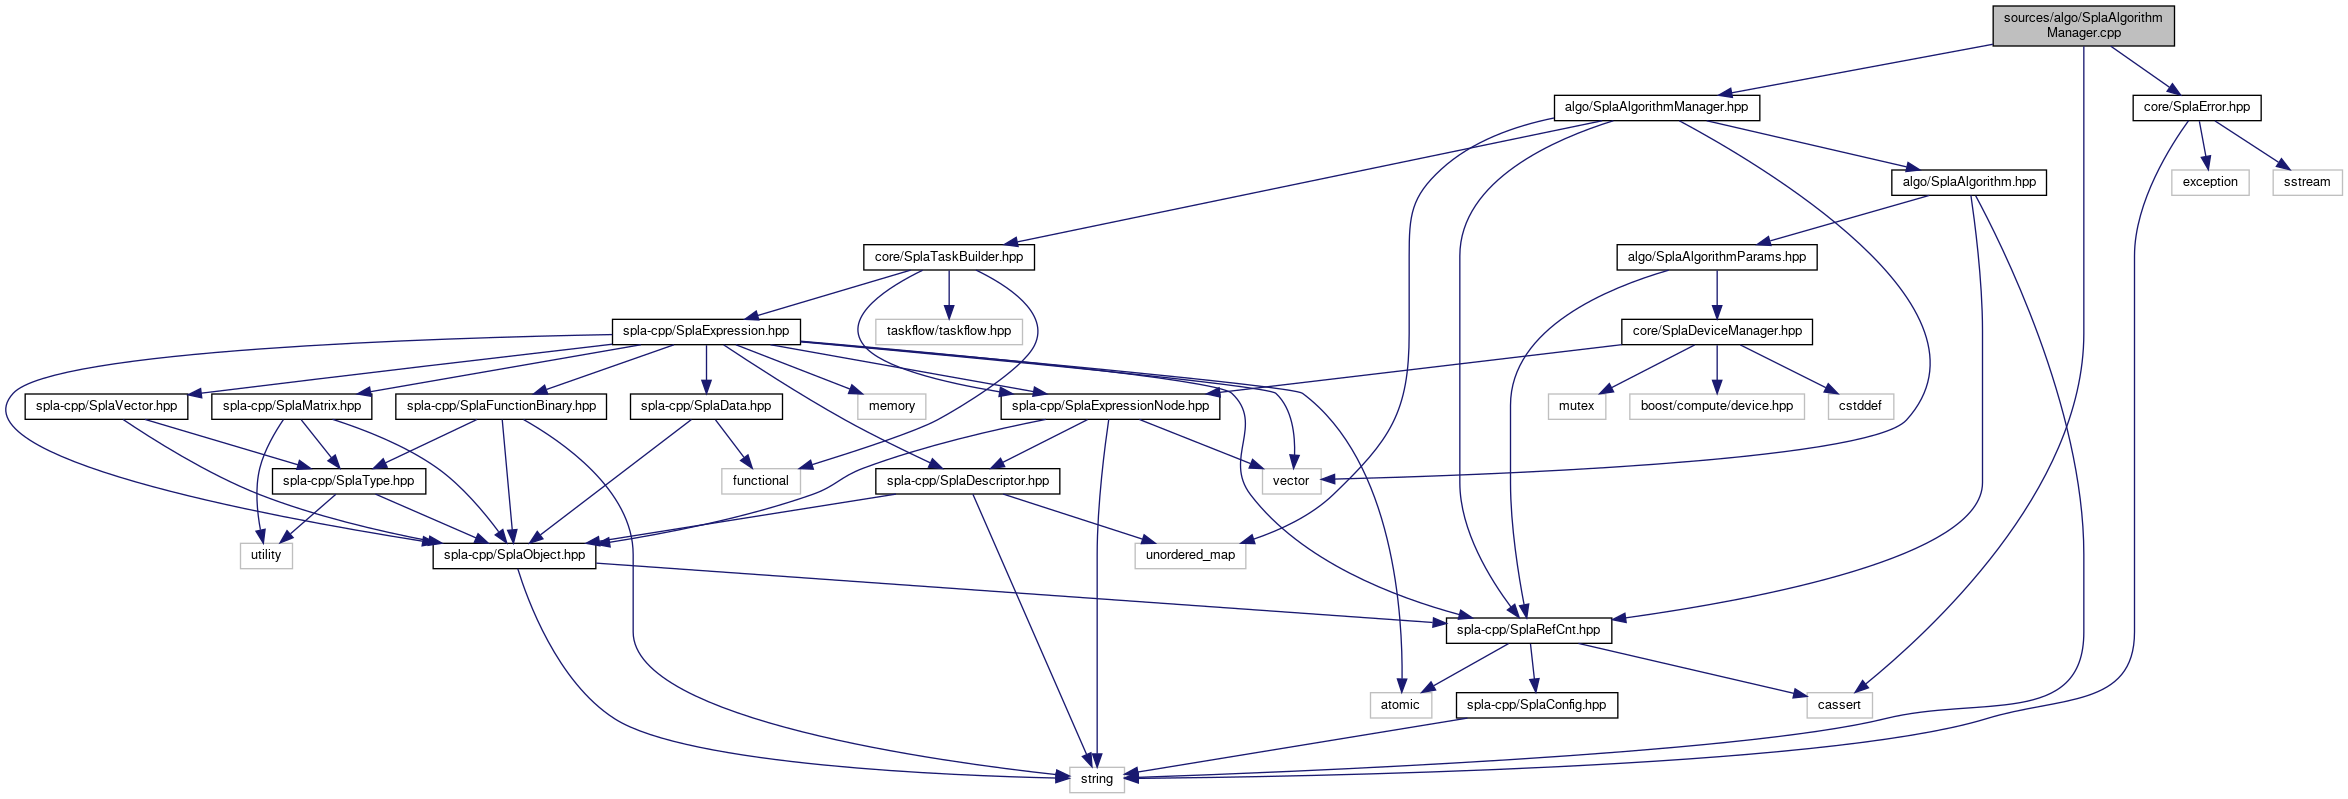 sources/algo/SplaAlgorithm
Manager.cpp
algo/SplaAlgorithmManager.hpp
core/SplaError.hpp
algo/SplaAlgorithm.hpp
exception
sstream
core/SplaTaskBuilder.hpp
algo/SplaAlgorithmParams.hpp
spla-cpp/SplaExpression.hpp
taskflow/taskflow.hpp
core/SplaDeviceManager.hpp
spla-cpp/SplaVector.hpp
spla-cpp/SplaMatrix.hpp
spla-cpp/SplaFunctionBinary.hpp
spla-cpp/SplaData.hpp
memory
spla-cpp/SplaExpressionNode.hpp
mutex
boost/compute/device.hpp
cstddef
spla-cpp/SplaType.hpp
functional
spla-cpp/SplaDescriptor.hpp
vector
utility
spla-cpp/SplaObject.hpp
unordered_map
spla-cpp/SplaRefCnt.hpp
atomic
spla-cpp/SplaConfig.hpp
cassert
string